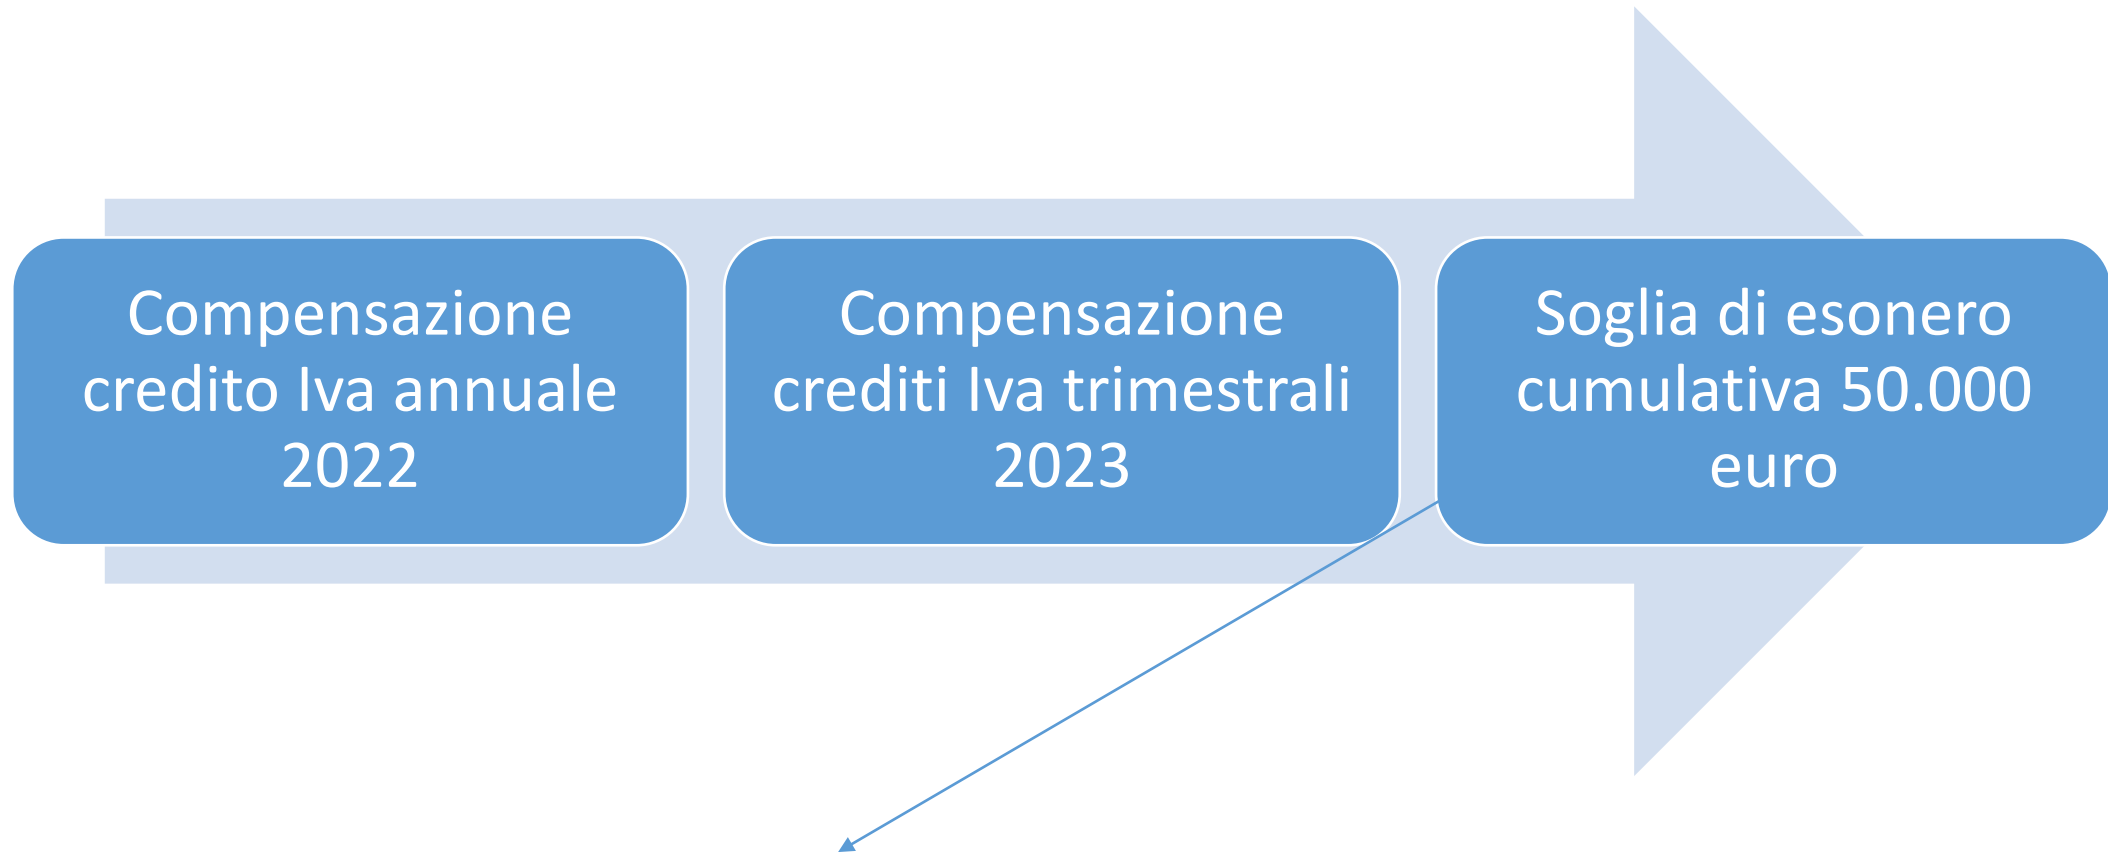 Compensazione
credito Iva annuale
2022
Compensazione
crediti Iva trimestrali
2023
Soglia di esonero
cumulativa 50.000
euro